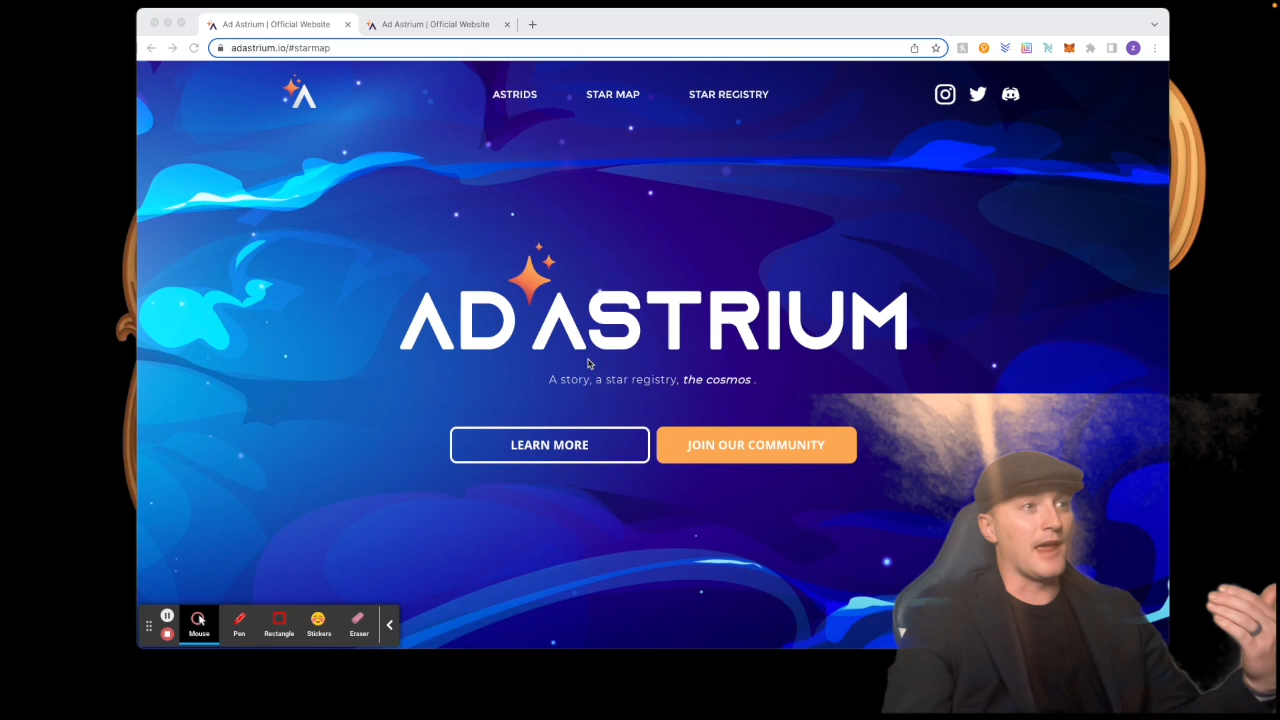 Ad Astrium | Official Website
Ad Astrium | Official Website
adastrium.io/#starmap
Z
ASTRIDS STAR MAP STAR REGISTRY
AD ASTRIUM
A story, a star registry, the cosmos .
LEARN MORE JOIN OUR COMMUNITY
Mouse Pen Rectangle Stickers Eraser